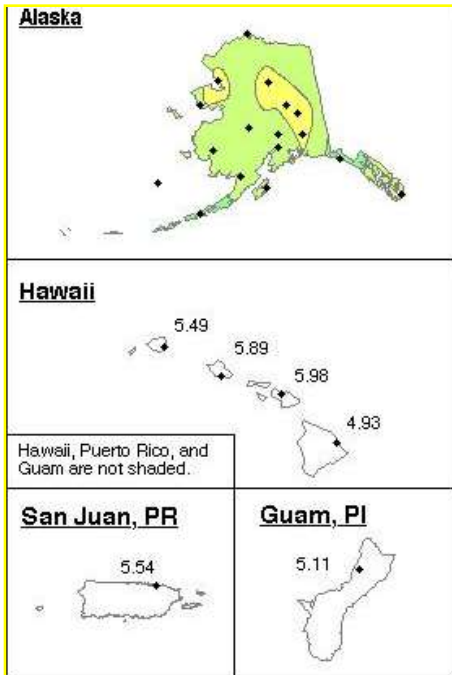 Alaska
Hawaii
5.49
5.89
5.98
4.93
Hawaii, Puerto Rico, and
Guam are not shaded.
San Juan, PR
5.54
Guam, PI
5.11